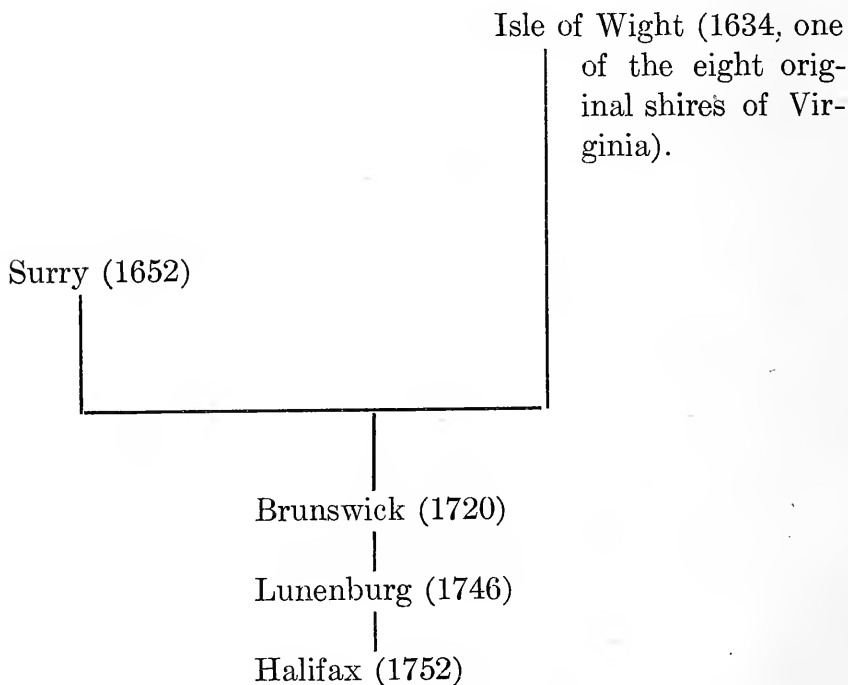 Isle of Wight (1634, one
of the eight orig-
inal shires of Vir-
ginia).
Surry (1652)
Brunswick (1720)
Lunenburg (1746)
Halifax (1752)